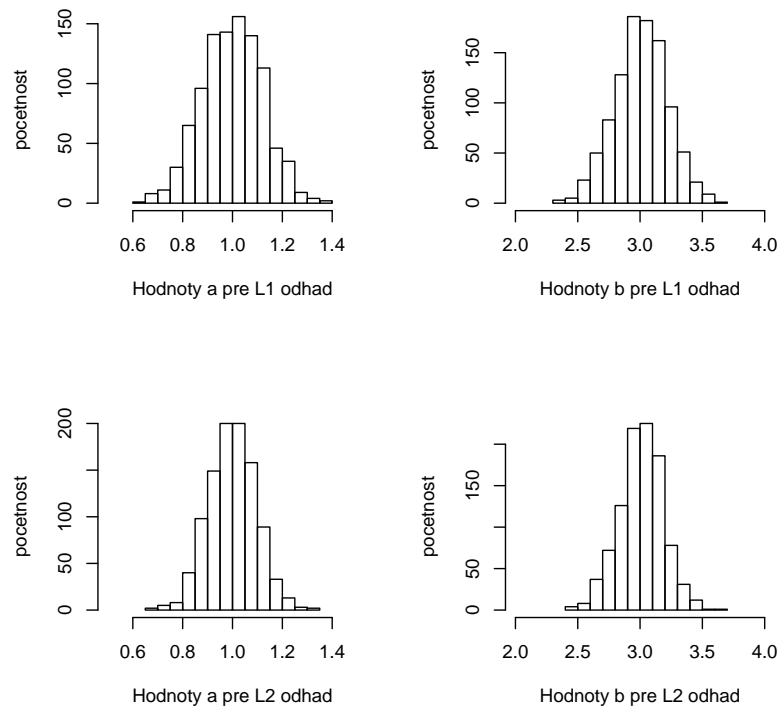 pocetnost
0
50
100
150
0.6 0.8 1.0 1.2 1.4
Hodnoty a pre L1 odhad
pocetnost
0
50
150
2.0 2.5 3.0 3.5 4.0
Hodnoty b pre L1 odhad
pocetnost
0
50
100
200
0.6 0.8 1.0 1.2 1.4
Hodnoty a pre L2 odhad
pocetnost
0
50
150
2.0 2.5 3.0 3.5 4.0
Hodnoty b pre L2 odhad